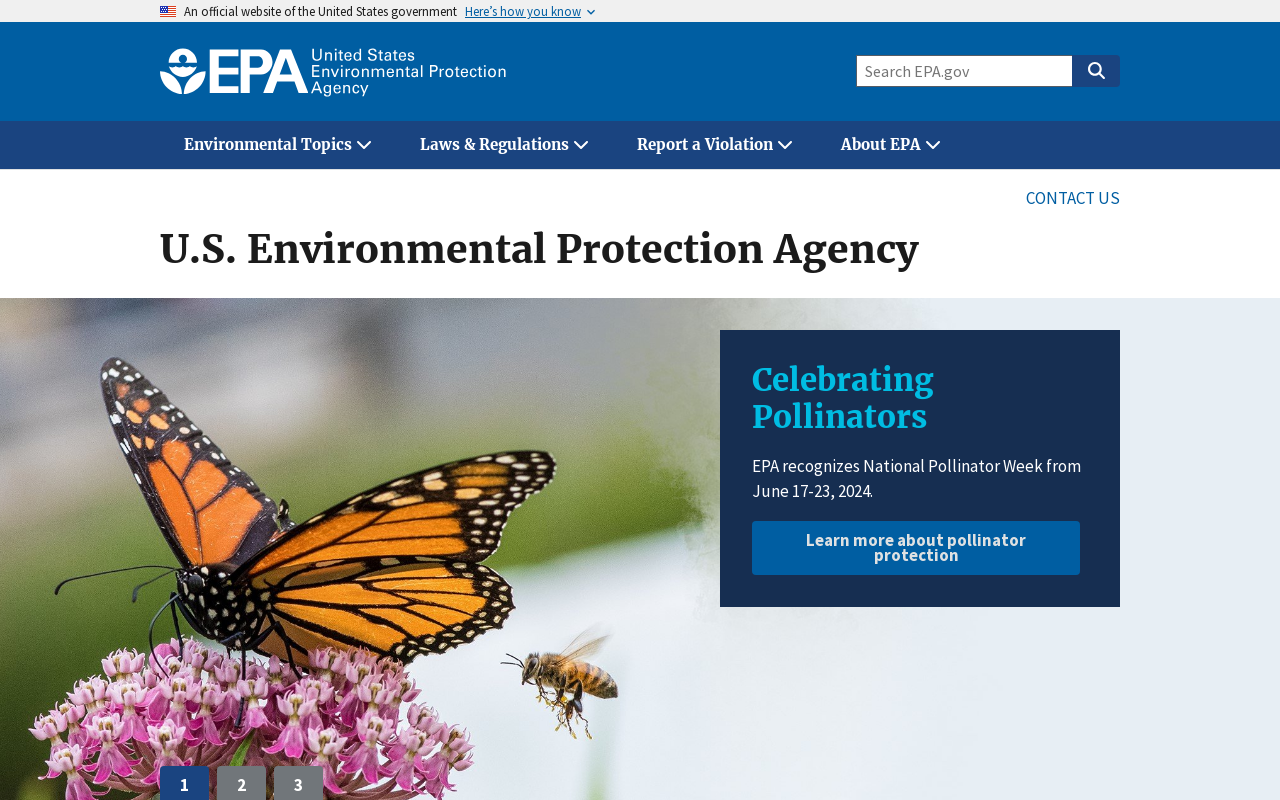 An official website of the United States government Here’s how you know
EPA United States
Environmental Protection
Agency
Search EPA.gov
Environmental Topics Laws & Regulations Report a Violation About EPA
CONTACT US
U.S. Environmental Protection Agency
Celebrating
Pollinators
EPA recognizes National Pollinator Week from
June 17-23, 2024.
Learn more about pollinator
protection
1 2 3